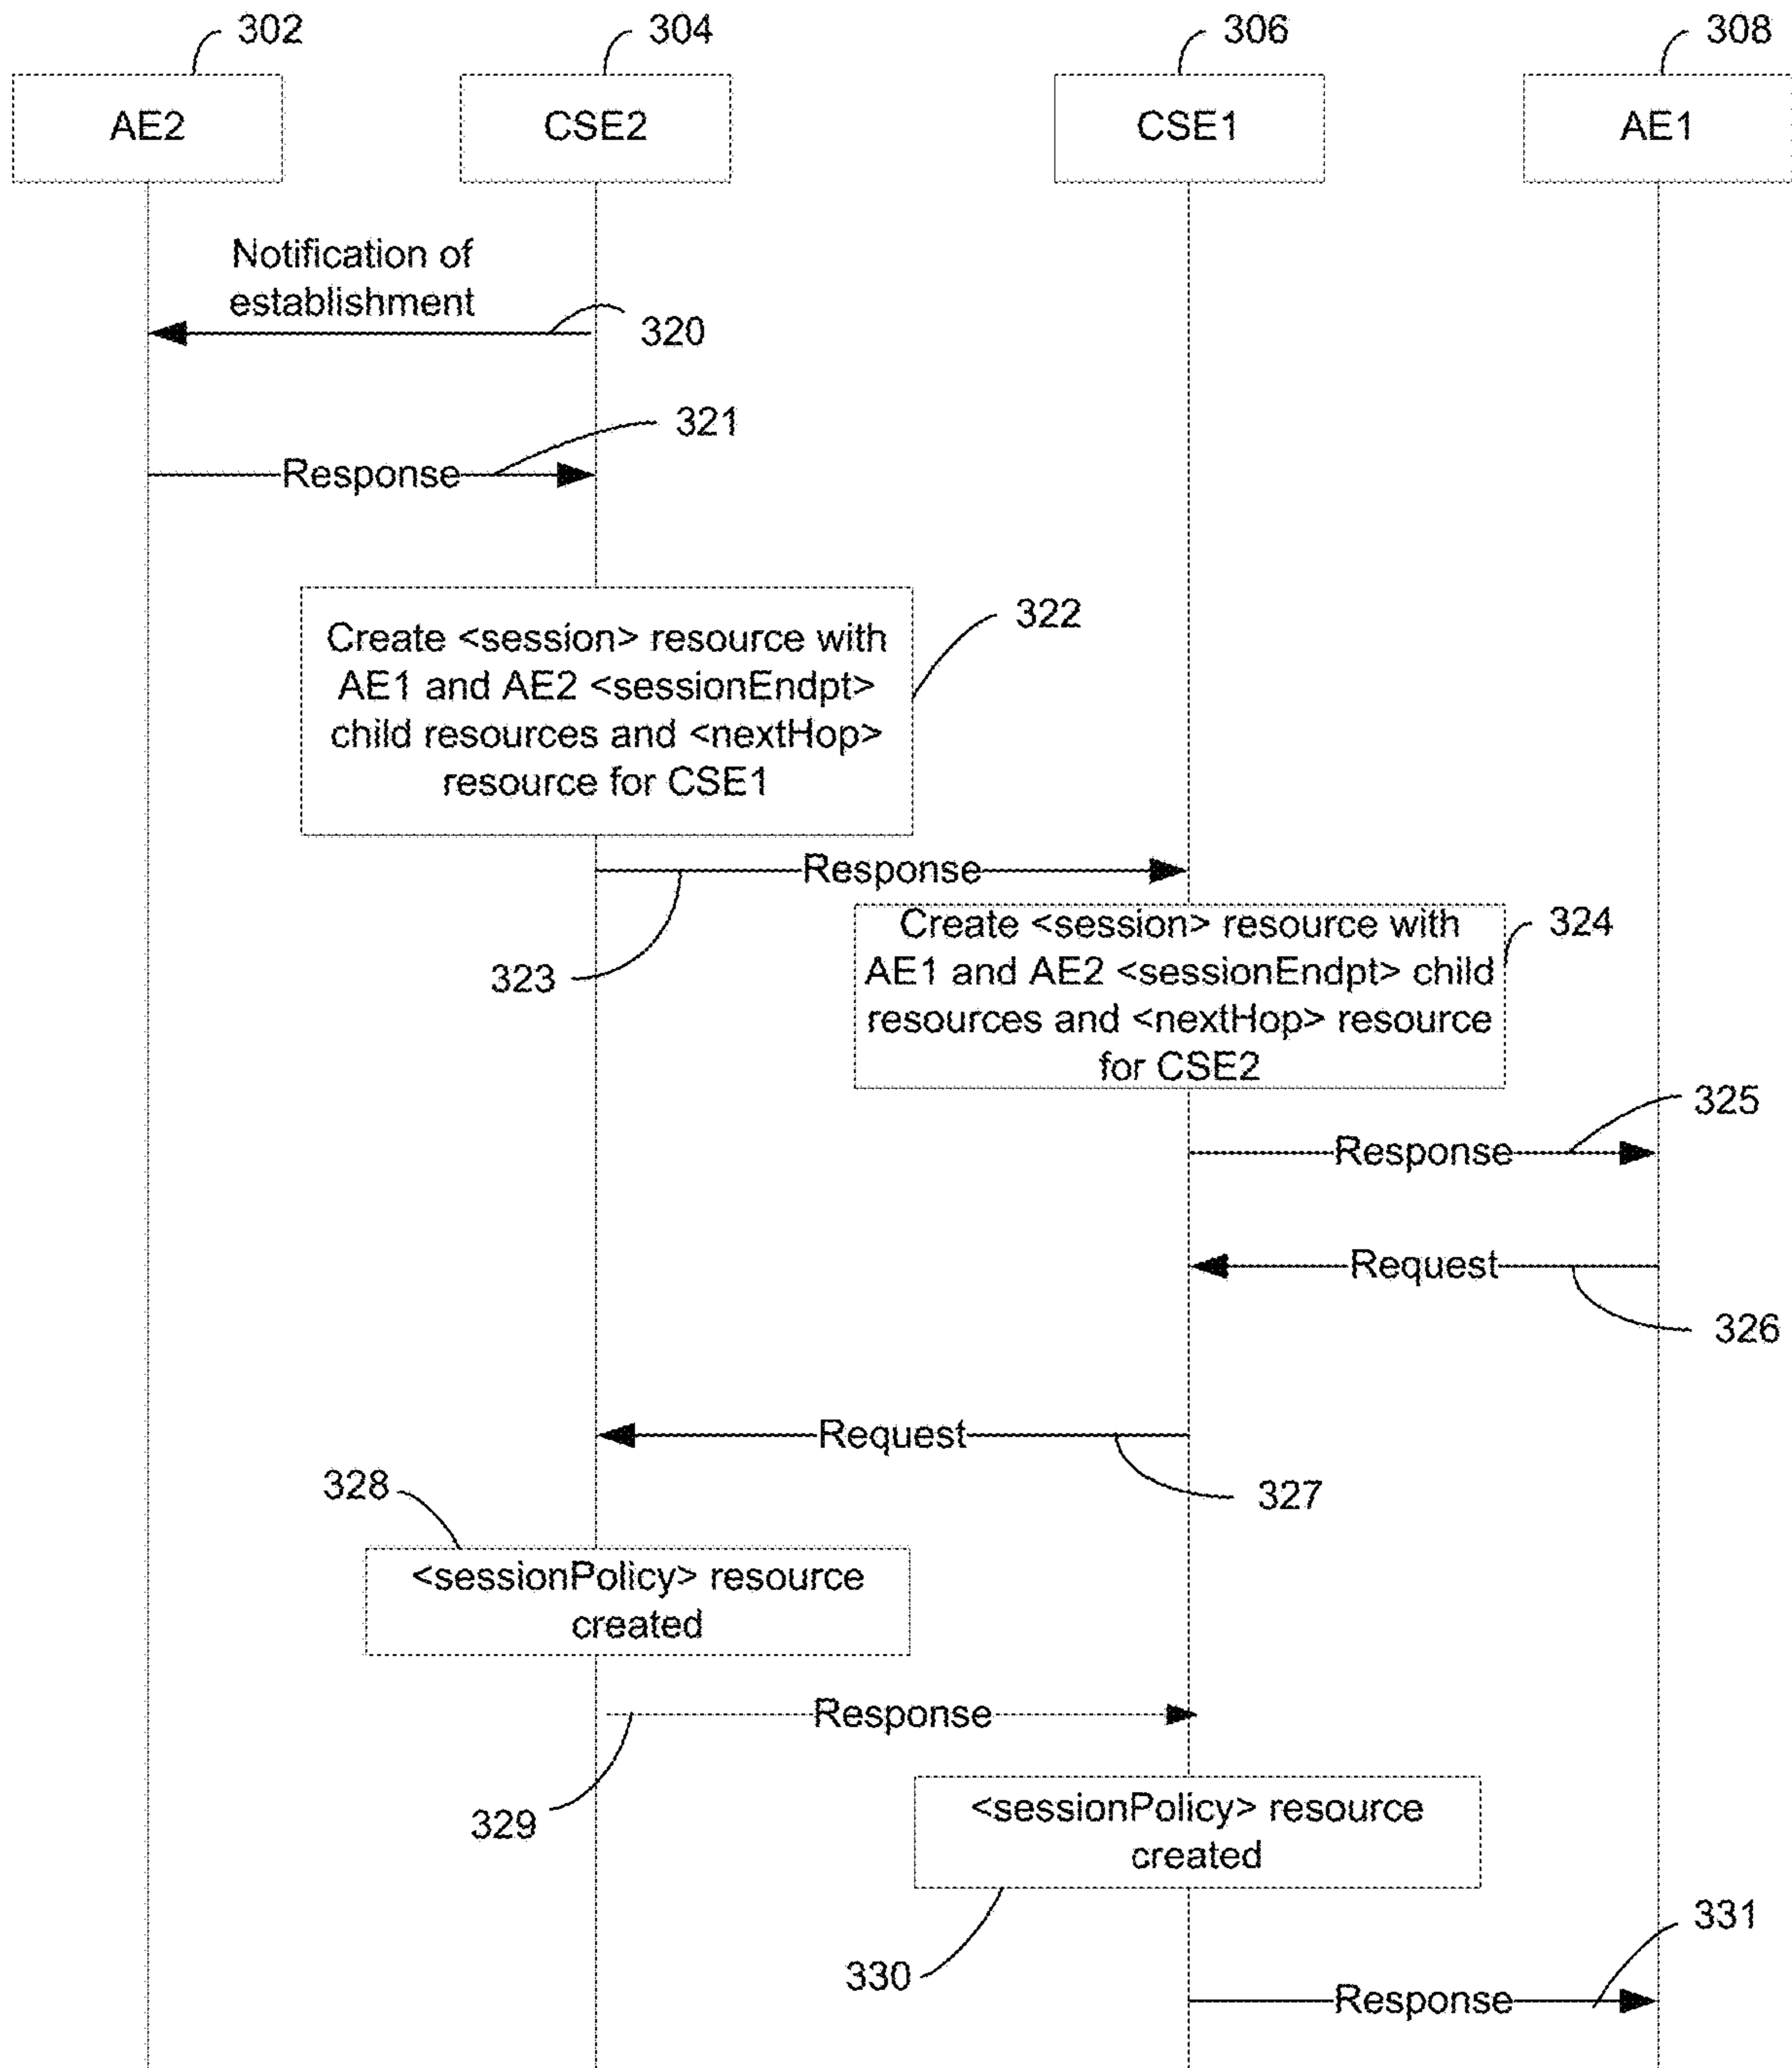 302
304
306
308
AE2
CSE2
CSE1
AE1
Notification of
establishment
320
321
Response
322
Create <session> resource with
AE1 and AE2 <sessionEndpt>
child resources and <nextHop>
resource for CSE1
Response
323
324
Create <session> resource with
AE1 and AE2 <sessionEndpt> child
resources and <nextHop> resource
for CSE2
325
Response
Request
326
Request
327
328
<sessionPolicy> resource
created
Response
329
<sessionPolicy> resource
created
330
331
Response